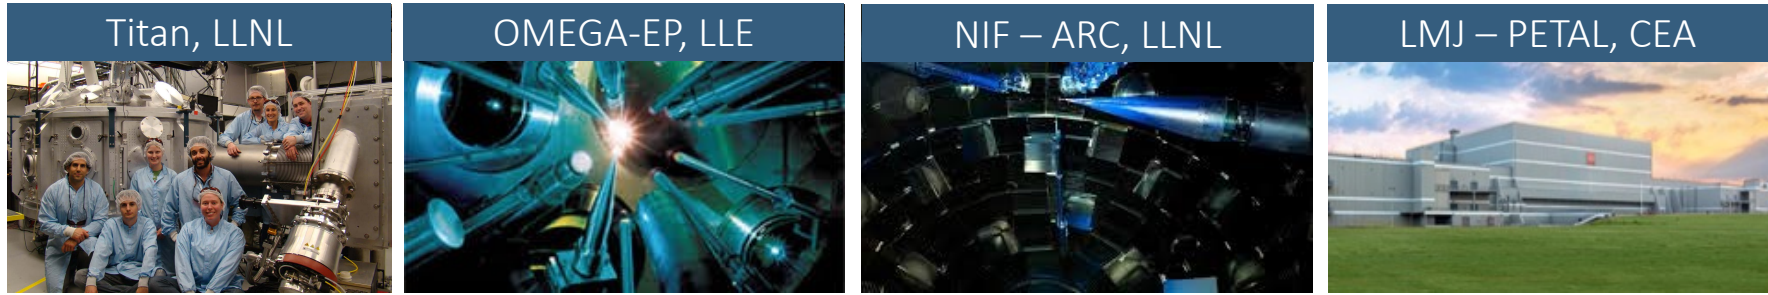 Titan, LLNL
OMEGA-EP, LLE
NIF – ARC, LLNL
LMJ – PETAL, CEA